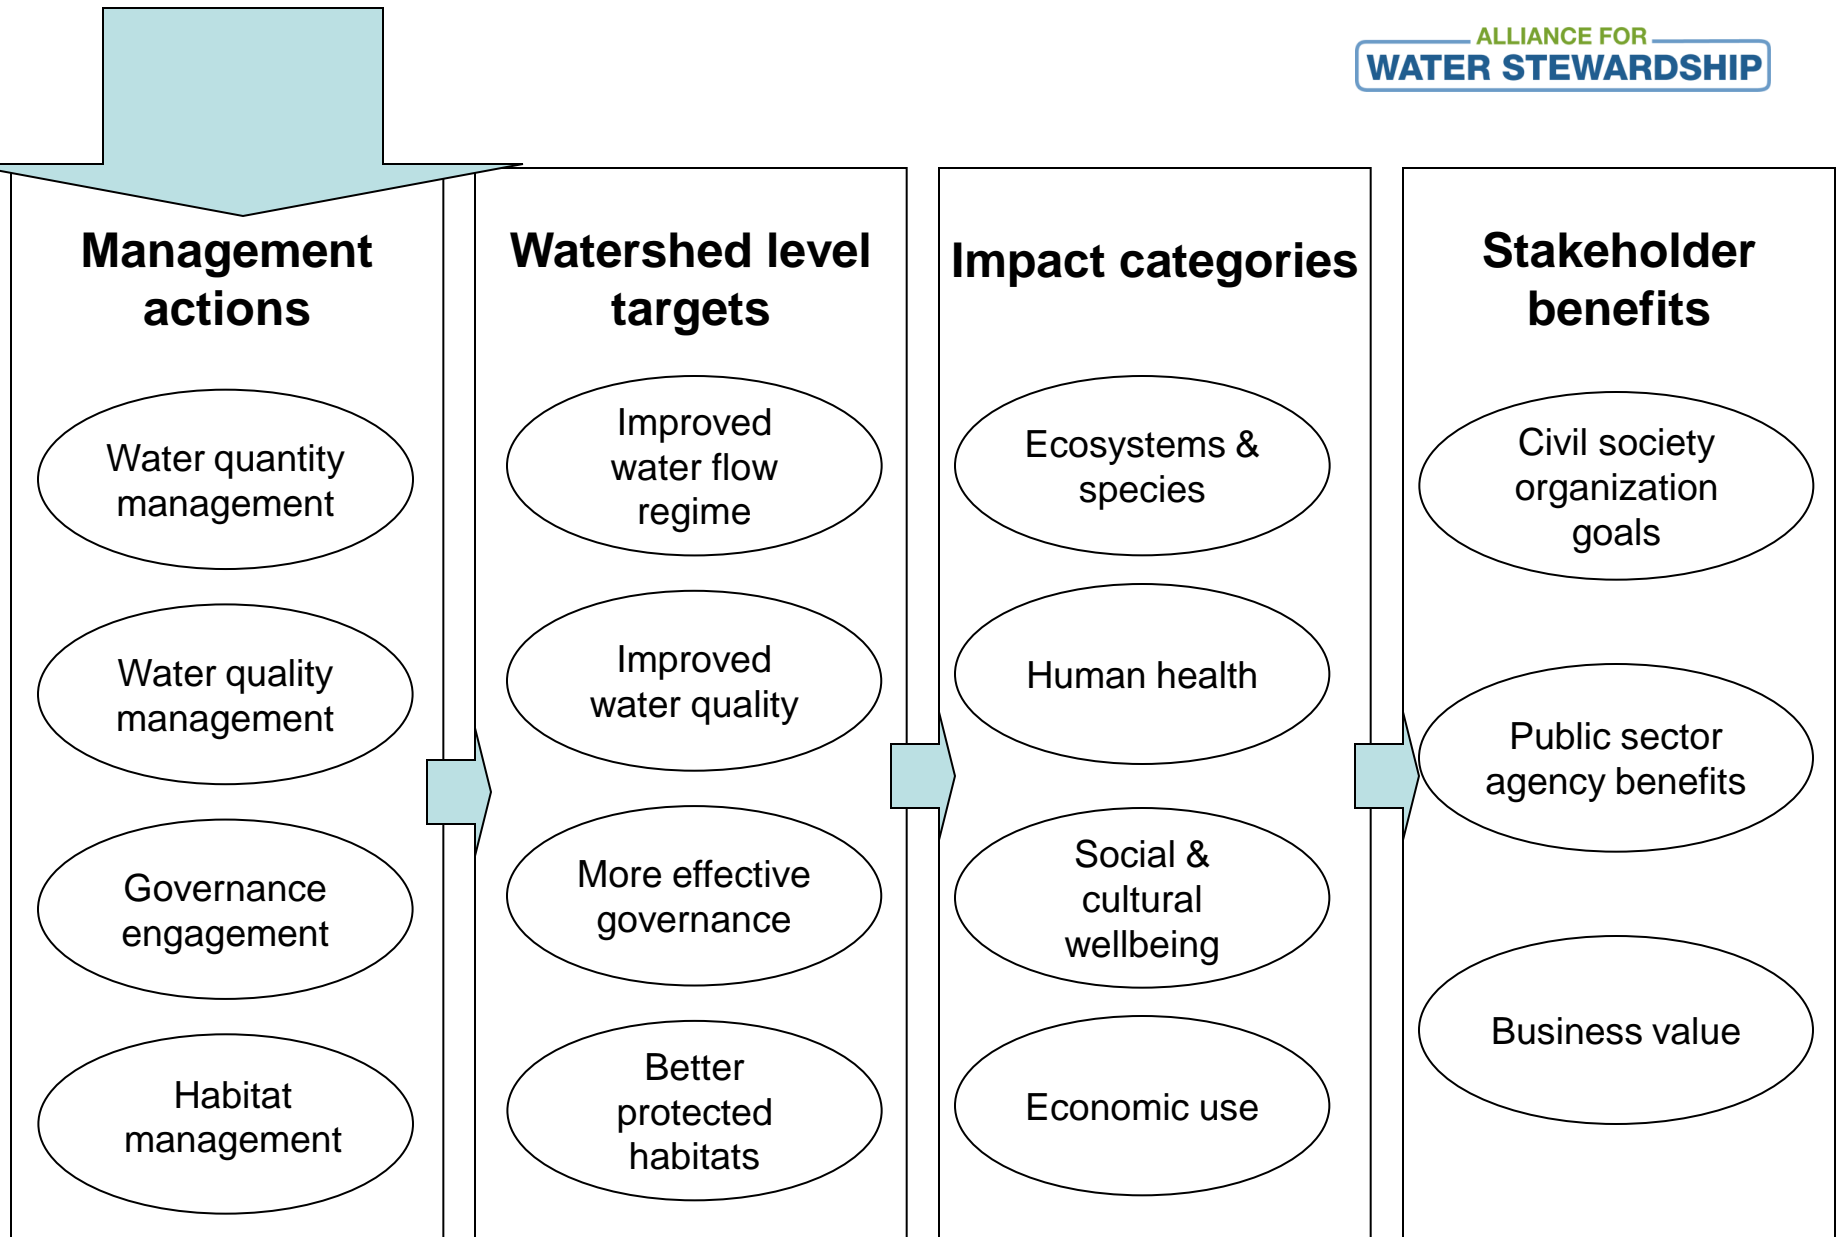 ALLIANCE FOR
WATER STEWARDSHIP
Management
actions
Water quantity
management
Water quality
management
Governance
engagement
Habitat
management
Watershed level
targets
Improved
water flow
regime
Improved
water quality
More effective
governance
Better
protected
habitats
Impact categories
Ecosystems &
species
Human health
Social &
cultural
wellbeing
Economic use
Stakeholder
benefits
Civil society
organization
goals
Public sector
agency benefits
Business value